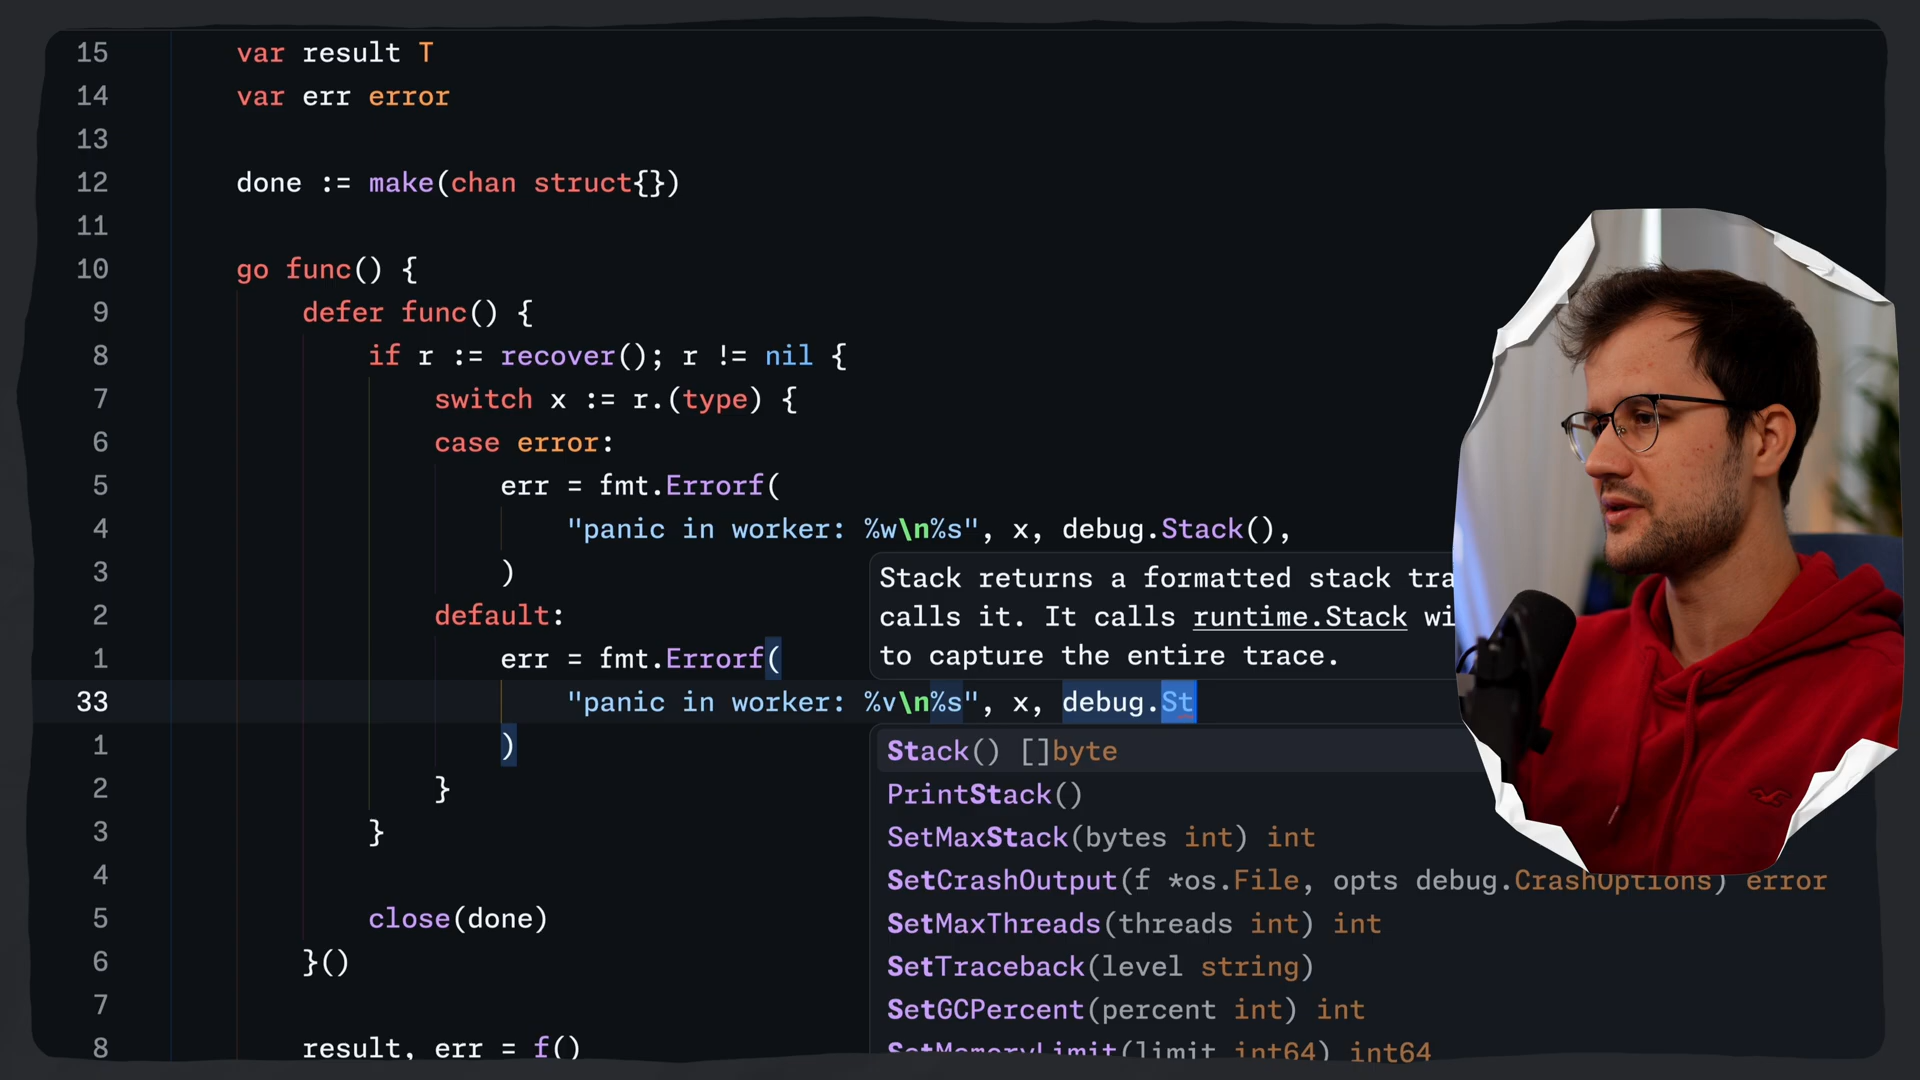 15 var result T
14 var err error
13
12 done := make(chan struct{})
11
10 go func() {
9 defer func() {
8 if r := recover(); r != nil {
7 switch x := r.(type) {
6 case error:
5 err = fmt.Errorf(
4 "panic in worker: %w\n%s", x, debug.Stack(),
3 )
2 default:
1 err = fmt.Errorf(
33 "panic in worker: %v\n%s", x, debug.St
1 )
2 }
3 }
4
5 close(done)
6 }()
7
8 result, err = f()
Stack returns a formatted stack
calls it. It calls runtime.Stack
to capture the entire trace.
Stack() []byte
PrintStack()
SetMaxStack(bytes int) int
SetCrashOutput(f *os.File, opts debug.CrashOptions) error
SetMaxThreads(threads int) int
SetTraceback(level string)
SetGCPercent(percent int) int
SetMemoryLimit(limit int64) int64